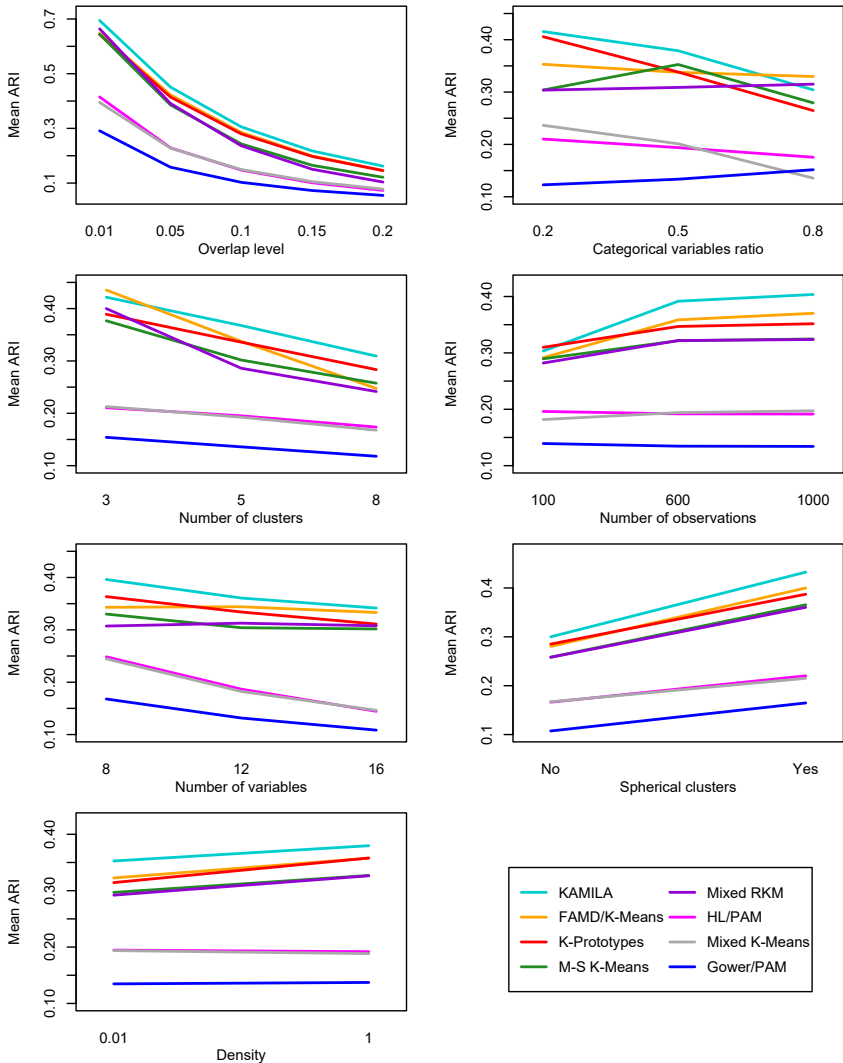 Mean ARI
0.1 0.3 0.5 0.7
0.01 0.05 0.1 0.15 0.2
Overlap level
Mean ARI
0.10 0.20 0.30 0.40
0.2 0.5 0.8
Categorical variables ratio
Mean ARI
0.10 0.20 0.30 0.40
3 5 8
Number of clusters
Mean ARI
0.10 0.20 0.30 0.40
100 600 1000
Number of observations
Mean ARI
0.10 0.20 0.30 0.40
8 12 16
Number of variables
Mean ARI
0.1 0.2 0.3 0.4
No Yes
Spherical clusters
Mean ARI
0.10 0.20 0.30 0.40
0.01 1
Density
KAMILA
FAMD/K-Means
K-Prototypes
M-S K-Means
Mixed RKM
HL/PAM
Mixed K-Means
Gower/PAM